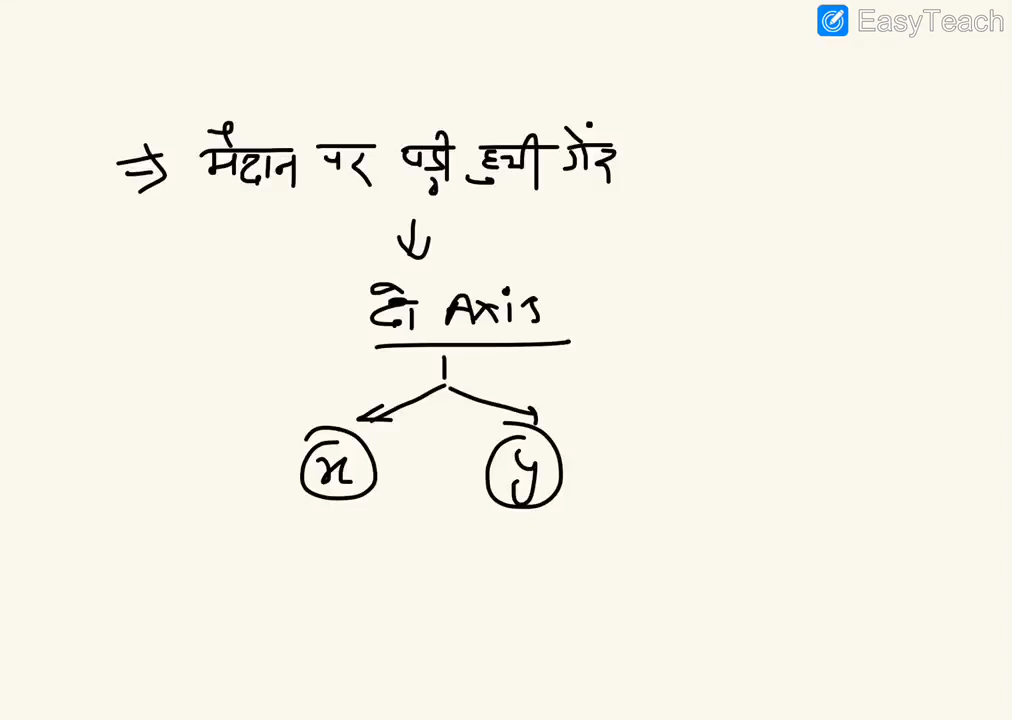 EasyTeach
⇒ मैदान पर पड़ी हुयी गेंद
↓
दो Axis
x y